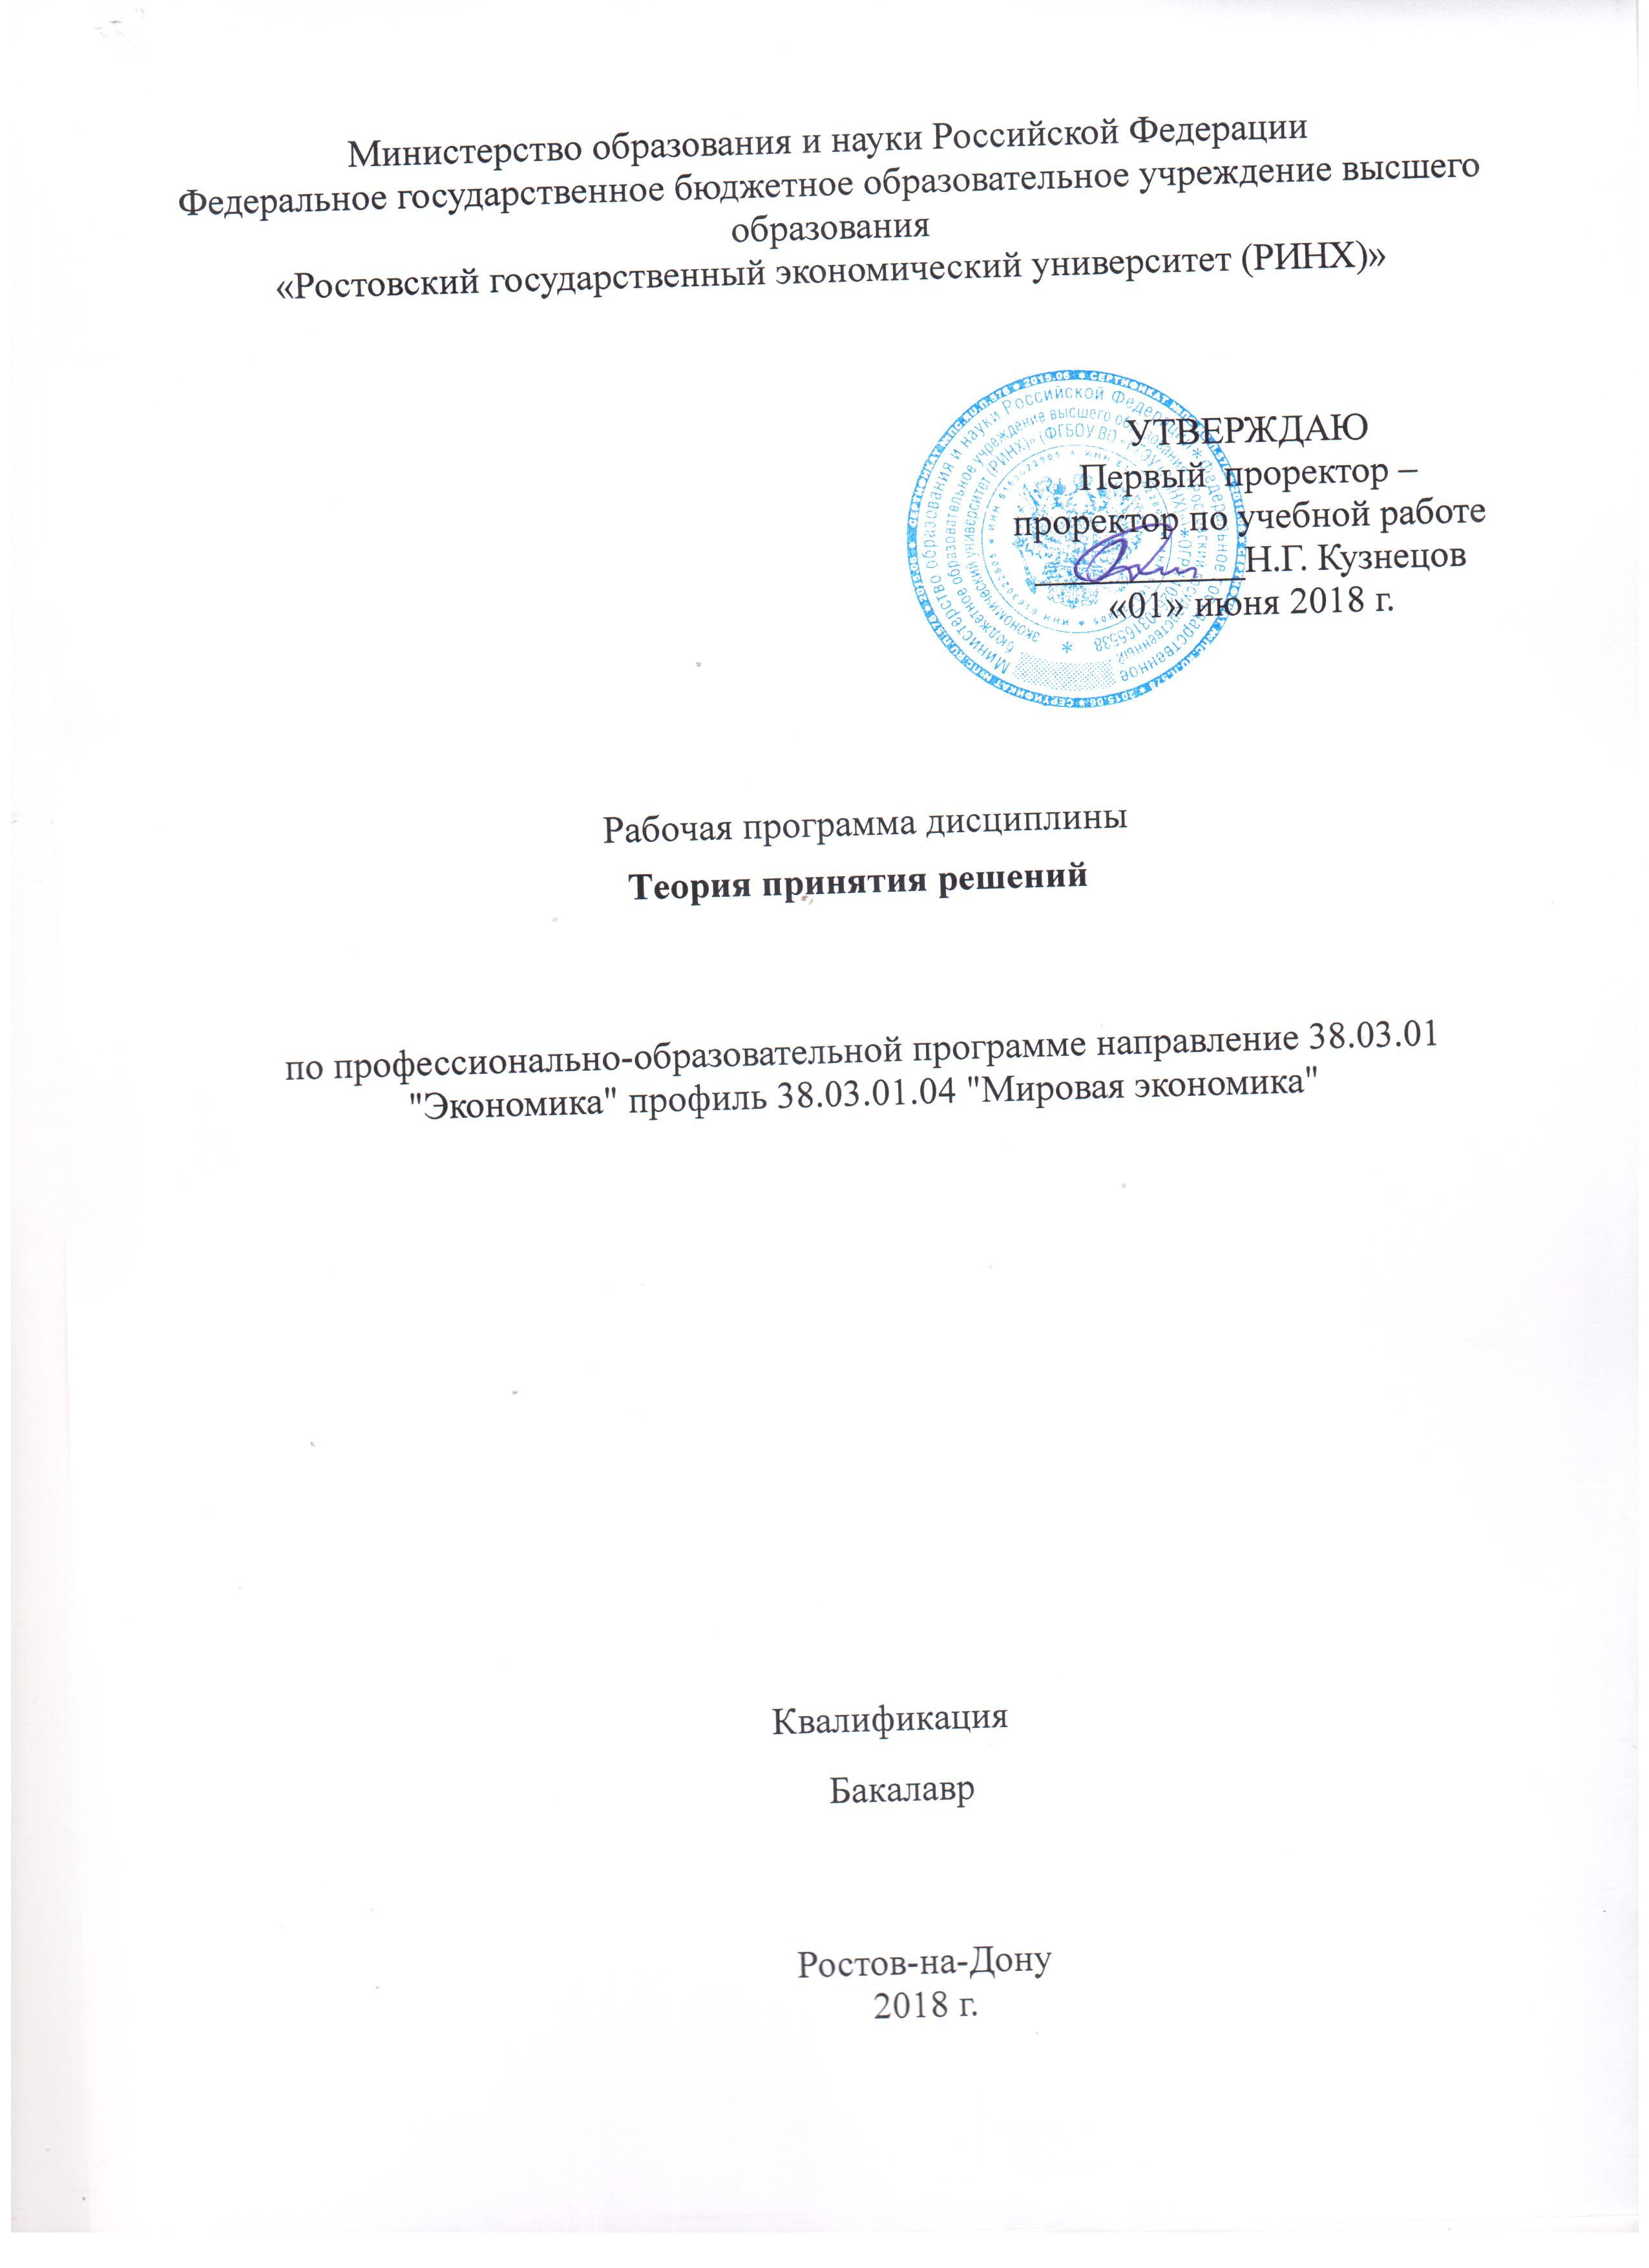 Министерство образования и науки Российской Федерации
Федеральное государственное бюджетное образовательное учреждение высшего
образования
«Ростовский государственный экономический университет (РИНХ)»
УТВЕРЖДАЮ
Первый проректор –
проректор по учебной работе
Н.Г. Кузнецов
«01» июня 2018 г.
Рабочая программа дисциплины
Теория принятия решений
по профессионально-образовательной программе направление 38.03.01
"Экономика" профиль 38.03.01.04 "Мировая экономика"
Квалификация
Бакалавр
Ростов-на-Дону
2018 г.